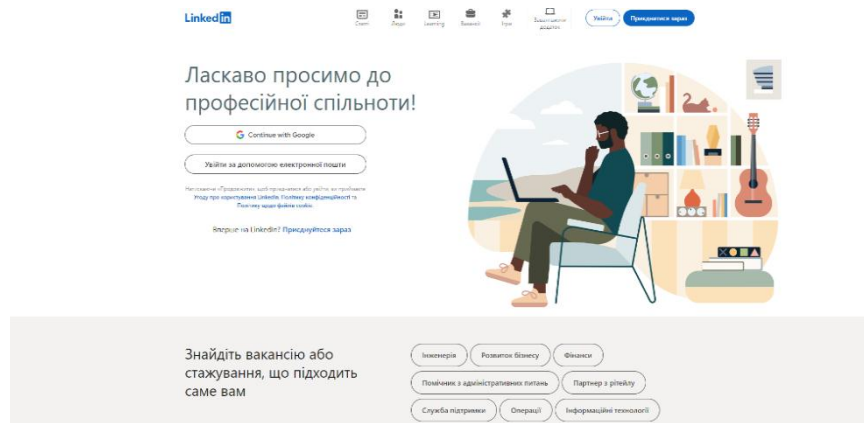 LinkedIn
Статті
Люди
Learning
Вакансії
Ігри
Завантажити
додаток
Увійти
Приєднатися зараз
Ласкаво просимо до
професійної спільноти!
Continue with Google
Увійти за допомогою електронної пошти
Натискаючи «Продовжити», щоб приєднатися або увійти, ви приймаєте
Угоду про користування LinkedIn, Політику конфіденційності та
Політику щодо файлів cookie.
Вперше на LinkedIn? Приєднуйтеся зараз
Знайдіть вакансію або
стажування, що підходить
саме вам
Інженерія
Розвиток бізнесу
Фінанси
Помічник з адміністративних питань
Партнер з рітейлу
Служба підтримки
Операції
Інформаційні технології